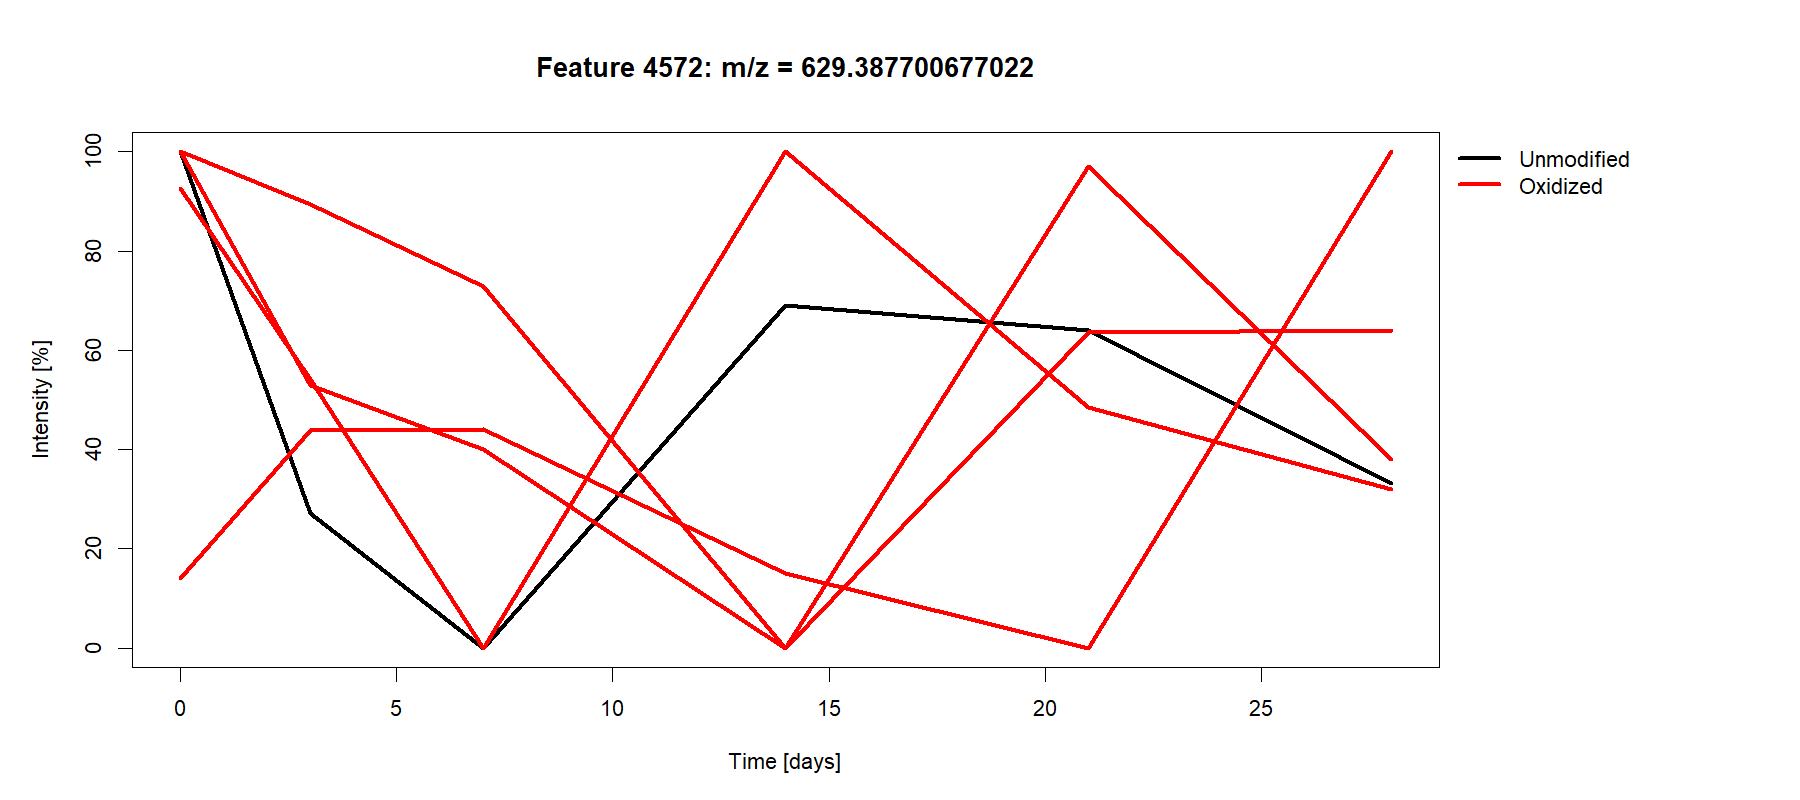 Feature 4572: m/z = 629.387700677022
Unmodified
Oxidized
Intensity [%]
100
80
60
40
20
0
0 5 10 15 20 25
Time [days]